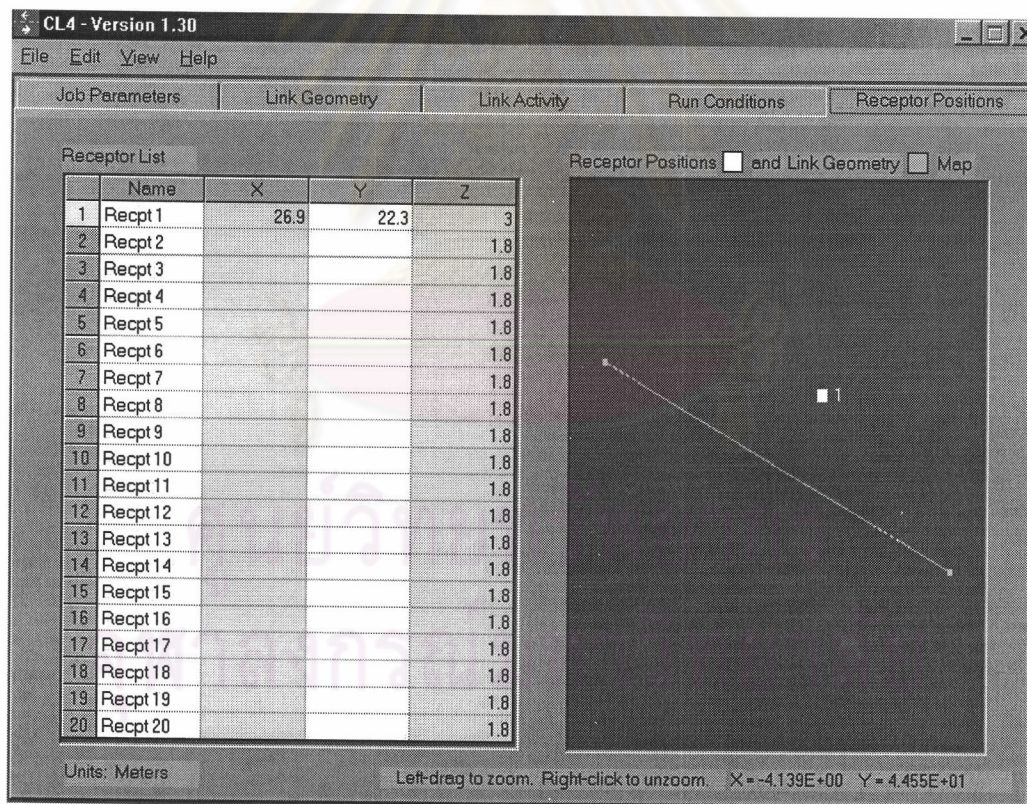 CL4 - Version 1.30
File Edit View Help
Job Parameters Link Geometry Link Activity Run Conditions Receptor Positions
Receptor List
Receptor Positions and Link Geometry Map
Name X Y Z
1 Recpt 1 26.9 22.3 3
2 Recpt 2 1.8
3 Recpt 3 1.8
4 Recpt 4 1.8
5 Recpt 5 1.8
6 Recpt 6 1.8
7 Recpt 7 1.8
8 Recpt 8 1.8
9 Recpt 9 1.8
10 Recpt 10 1.8
11 Recpt 11 1.8
12 Recpt 12 1.8
13 Recpt 13 1.8
14 Recpt 14 1.8
15 Recpt 15 1.8
16 Recpt 16 1.8
17 Recpt 17 1.8
18 Recpt 18 1.8
19 Recpt 19 1.8
20 Recpt 20 1.8
1
Units: Meters
Left-drag to zoom. Right-click to unzoom. X=-4.139E+00 Y=4.455E+01